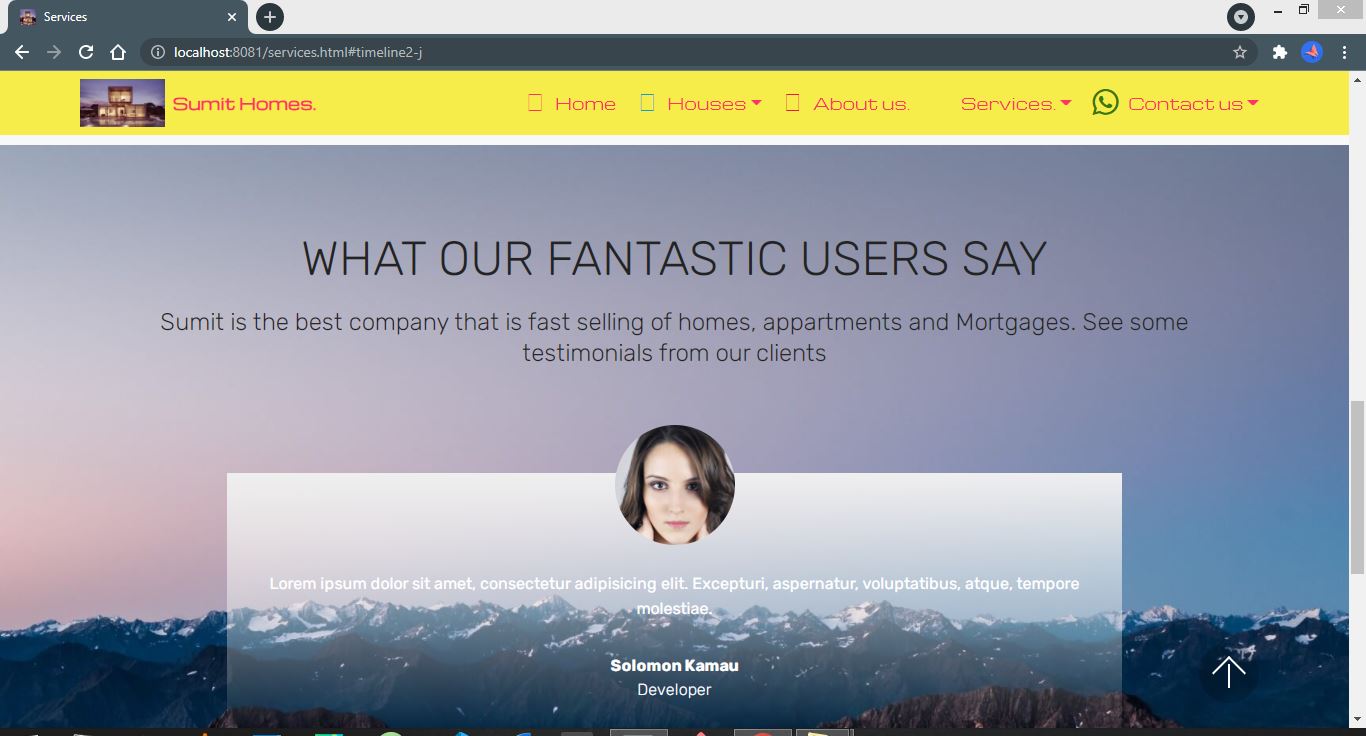 Services
localhost:8081/services.html#timeline2-j
Sumit Homes. Home Houses About us. Services. Contact us
WHAT OUR FANTASTIC USERS SAY
Sumit is the best company that is fast selling of homes, appartments and Mortgages. See some
testimonials from our clients
Lorem ipsum dolor sit amet, consectetur adipisicing elit. Excepturi, aspernatur, voluptatibus, atque, tempore
molestiae.
Solomon Kamau
Developer